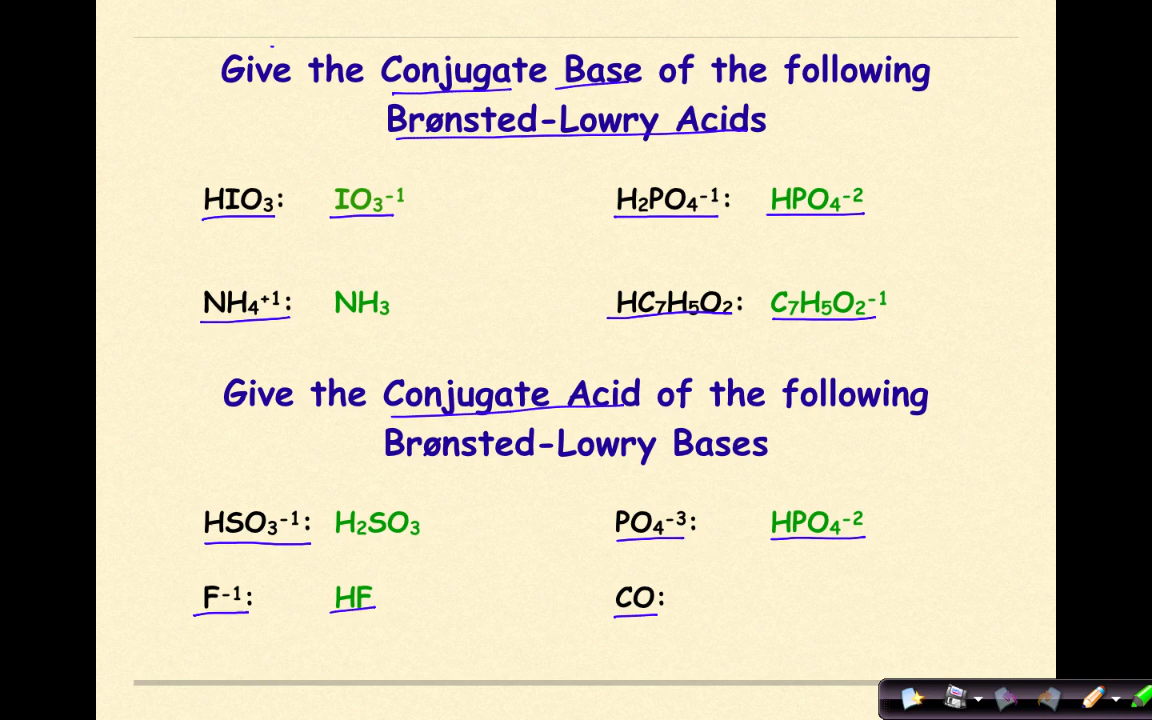 Give the Conjugate Base of the following
Brønsted-Lowry Acids
HIO₃: IO₃⁻¹ H₂PO₄⁻¹: HPO₄⁻²
NH₄⁺¹: NH₃ HC₇H₅O₂: C₇H₅O₂⁻¹
Give the Conjugate Acid of the following
Brønsted-Lowry Bases
HSO₃⁻¹: H₂SO₃ PO₄⁻³: HPO₄⁻²
F⁻¹: HF CO: